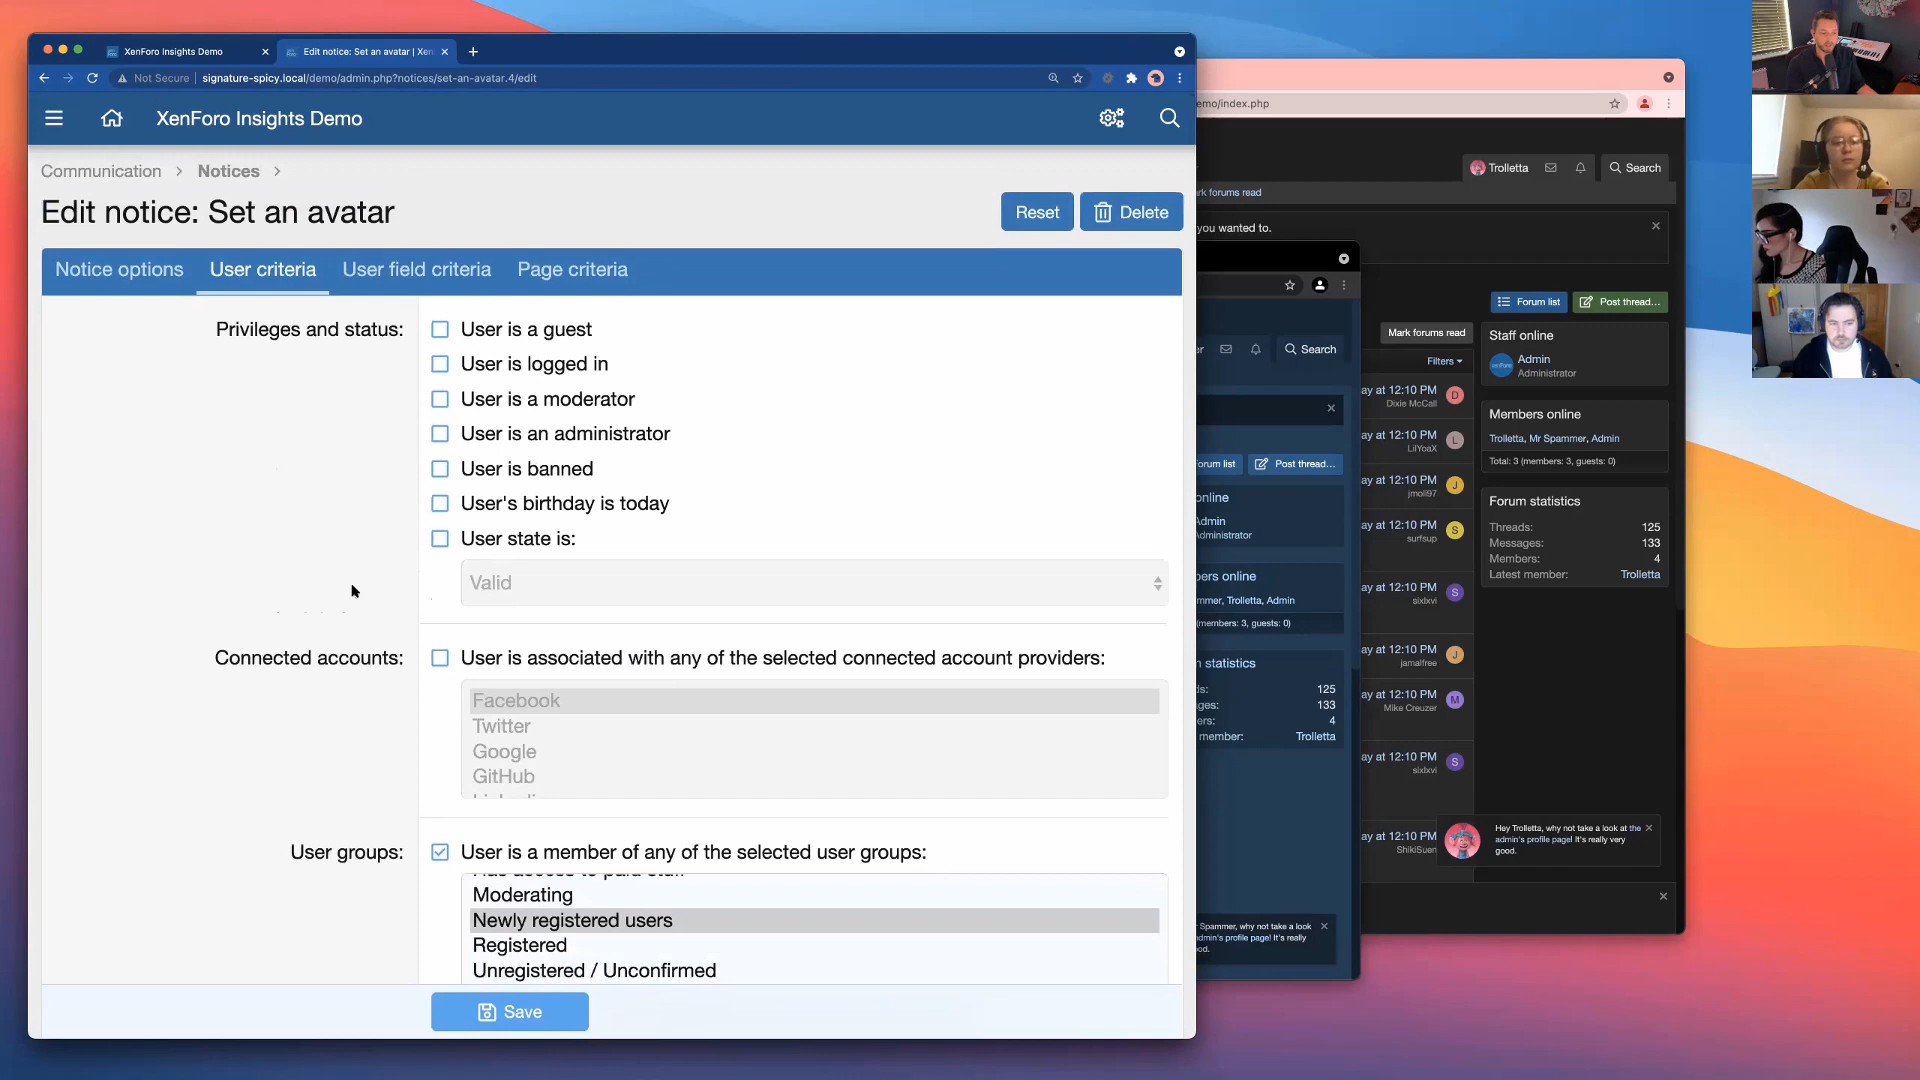 XenForo Insights Demo
Edit notice: Set an avatar | Xen
Not Secure
signature-spicy.local/demo/admin.php?notices/set-an-avatar.4/edit
XenForo Insights Demo
Communication
Notices
Edit notice: Set an avatar
Reset
Delete
Notice options
User criteria
User field criteria
Page criteria
Privileges and status:
User is a guest
User is logged in
User is a moderator
User is an administrator
User is banned
User's birthday is today
User state is:
Valid
Connected accounts:
User is associated with any of the selected connected account providers:
Facebook
Twitter
Google
GitHub
User groups:
User is a member of any of the selected user groups:
Moderating
Newly registered users
Registered
Unregistered / Unconfirmed
Save
emo/index.php
Trolletta
Search
rk forums read
you wanted to.
Forum list
Post thread...
Mark forums read
Filters
Staff online
xenForo
Admin
Administrator
Members online
Trolletta, Mr Spammer, Admin
Total: 3 (members: 3, guests: 0)
Forum statistics
Threads: 125
Messages: 133
Members: 4
Latest member: Trolletta
ay at 12:10 PM
Dixie McCall
D
ay at 12:10 PM
LilYoaX
L
ay at 12:10 PM
jmoli97
J
ay at 12:10 PM
surfsup
S
ay at 12:10 PM
sixlxvi
S
ay at 12:10 PM
jamalfree
J
ay at 12:10 PM
Mike Creuzer
M
ay at 12:10 PM
sixlxvi
S
ay at 12:10 PM
ShikiSuen
Hey Trolletta, why not take a look at the
admin's profile page! It's really very
good.
er
Search
orum list
Post thread...
online
Admin
Administrator
bers online
mmer, Trolletta, Admin
(members: 3, guests: 0)
n statistics
ds: 125
ages: 133
ers: 4
member: Trolletta
Spammer, why not take a look
admin's profile page! It's really
od.